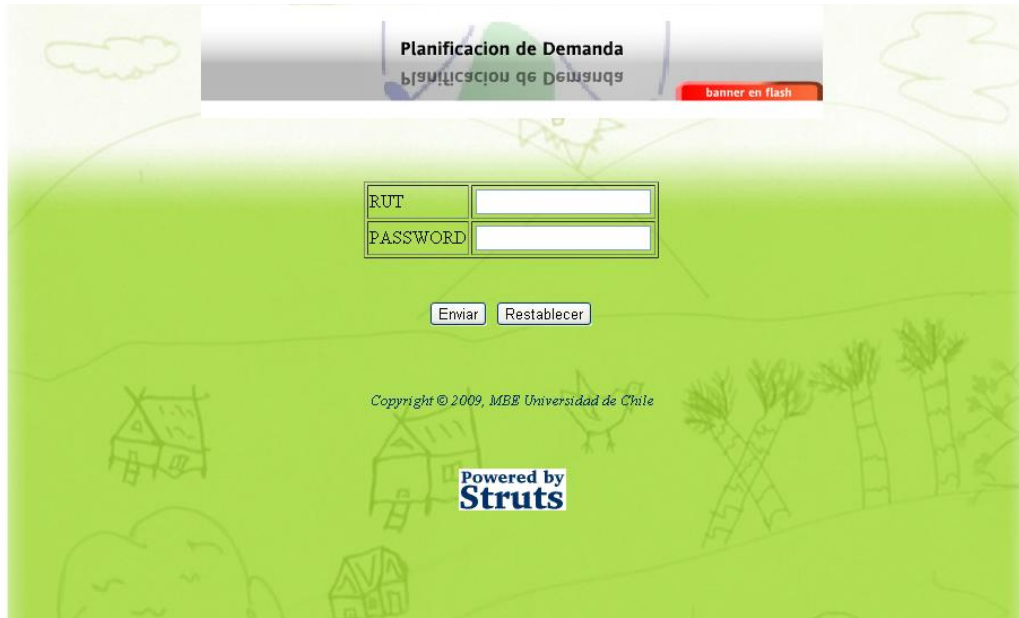 Planificacion de Demanda
Planificacion de Demanda
banner en flash
RUT
PASSWORD
Enviar Restablecer
Copyright © 2009, MBE Universidad de Chile
Powered by
Struts